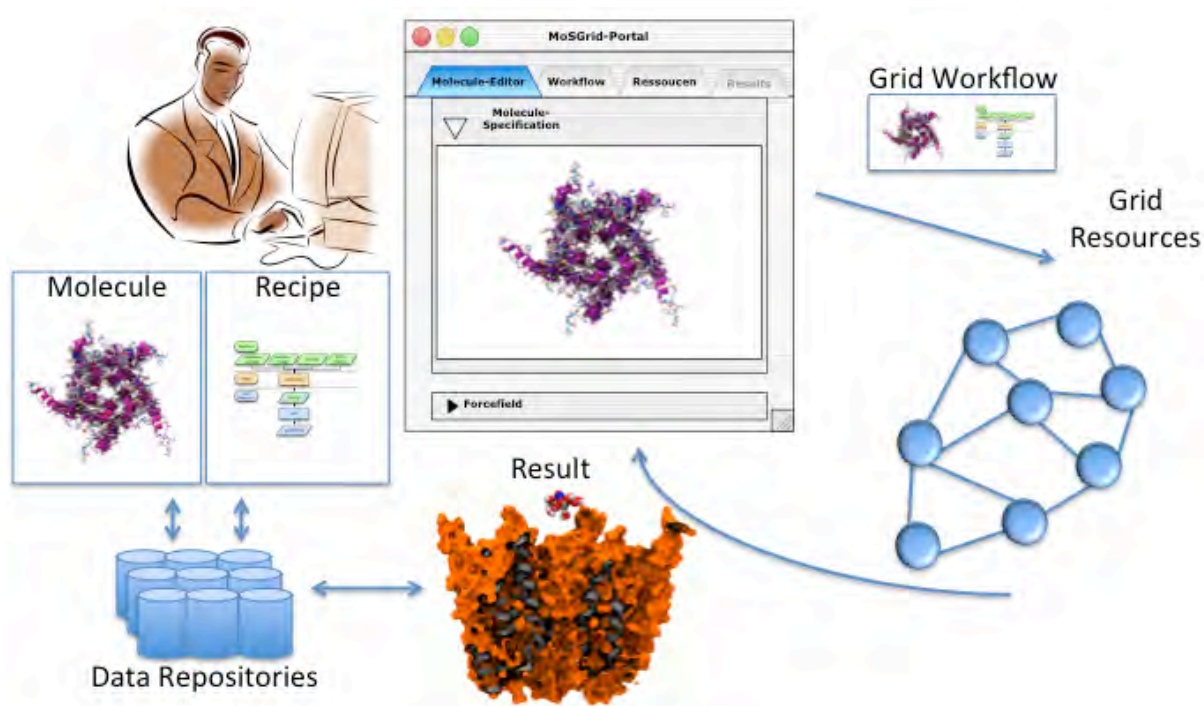 MoSGrid-Portal
Molecule-Editor Workflow Ressoucen Results
Molecule-
Specification
Forcefield
Grid Workflow
Grid
Resources
Molecule
Recipe
Result
Data Repositories